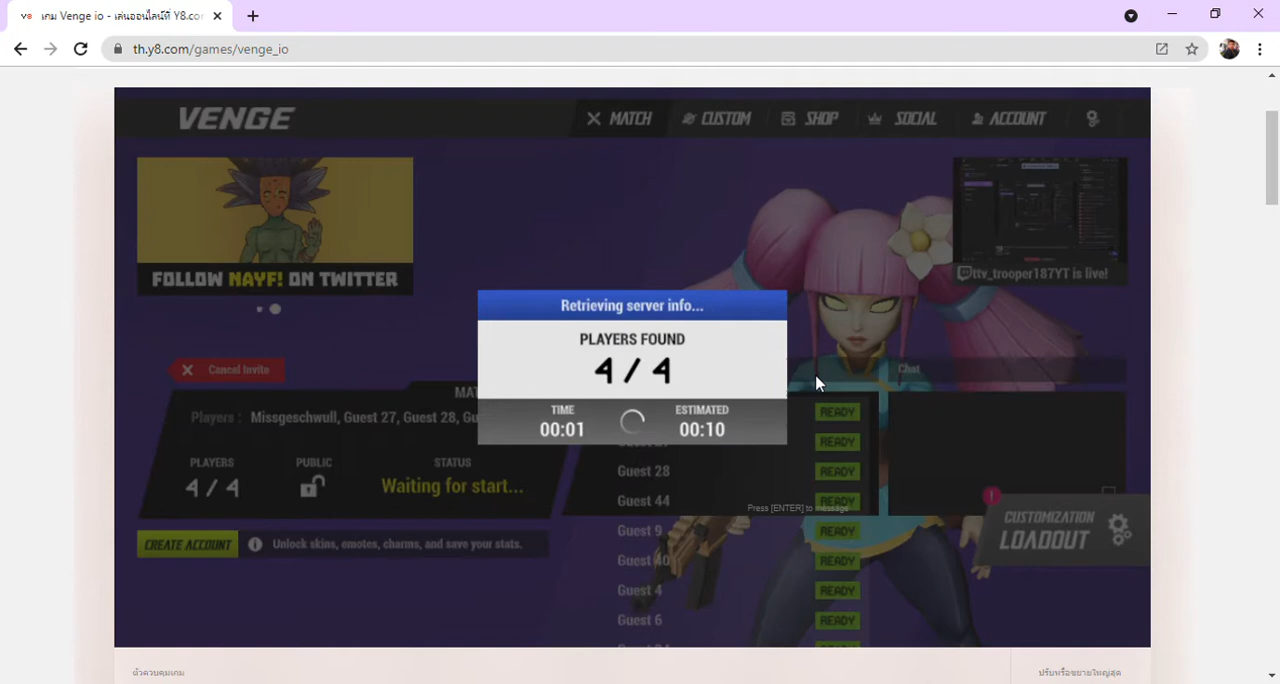 เกม Venge io - เล่นออนไลน์ที่ Y8.co
th.y8.com/games/venge_io
VENGE
MATCH
CUSTOM
SHOP
SOCIAL
ACCOUNT
FOLLOW NAYF! ON TWITTER
ttv_trooper187YT is live!
Retrieving server info...
PLAYERS FOUND
4 / 4
TIME
00:01
ESTIMATED
00:10
Cancel Invite
Chat
MAT
Players : Missgeschwull, Guest 27, Guest 28, Gu
PLAYERS
4 / 4
PUBLIC
STATUS
Waiting for start...
READY
READY
Guest 28 READY
Guest 44 READY
Guest 9 READY
Guest 40 READY
Guest 4 READY
Guest 6 READY
Press [ENTER] to message
!
CUSTOMIZATION
LOADOUT
CREATE ACCOUNT
Unlock skins, emotes, charms, and save your stats.
ตัวควบคุมเกม
ปรับหรือขยายใหญ่สุด